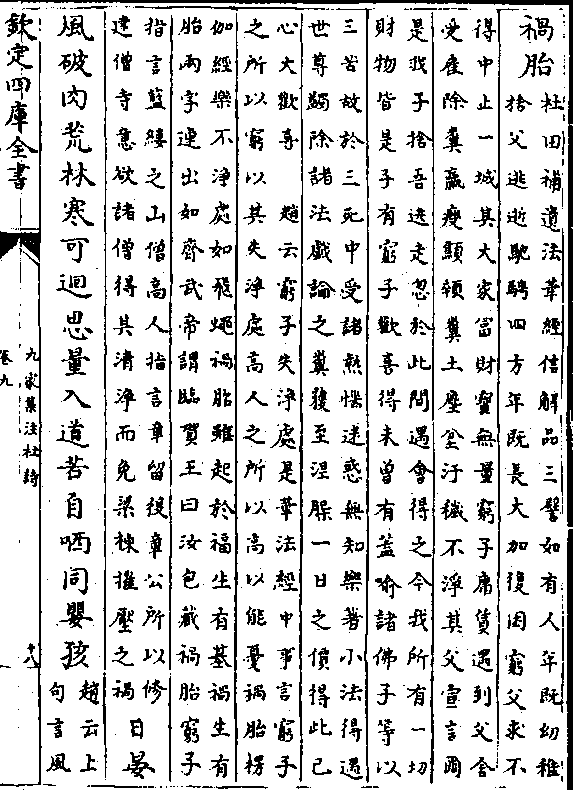 禍胎
杜田補遺法華經信解品三譬如有人年既幼稚
捨父逃逝馳騁四方年既長大加復困窮父求不
得中止一城其大家富財寶無量窮子庸賃遇到父舍
受雇除糞羸瘦顦顇糞土塵坌汙穢不淨其父宣言爾
是我子捨吾逃走忽於此間遇會得之今我所有一切
財物皆是子有窮子歡喜得未曾有蓋喻諸佛子等以
三苦故於三死中受諸熱惱迷惑無知樂著小法得遇
世尊蠲除諸法戲論之糞獲至涅脲一日之價得此已
心大歡喜 趙云窮子失淨處是華法經中事言窮子
之所以窮以其失淨處高人之所以高以能憂禍胎楞
伽經樂不淨處如飛蠅禍胎雖起於福生有基禍生有
胎兩字連出如齊武帝謂臨賀王曰汝包藏禍胎窮子
指言藍縷之山僧高人指言章留後章公所以修
建僧寺意欲諸僧得其清淨而免梁棟摧壓之禍
日晏
風破肉荒林寒可迴思量入道苦自哂同嬰孩
趙云上
句言風
欽定四庫全書
九家集注杜詩
卷九
十八